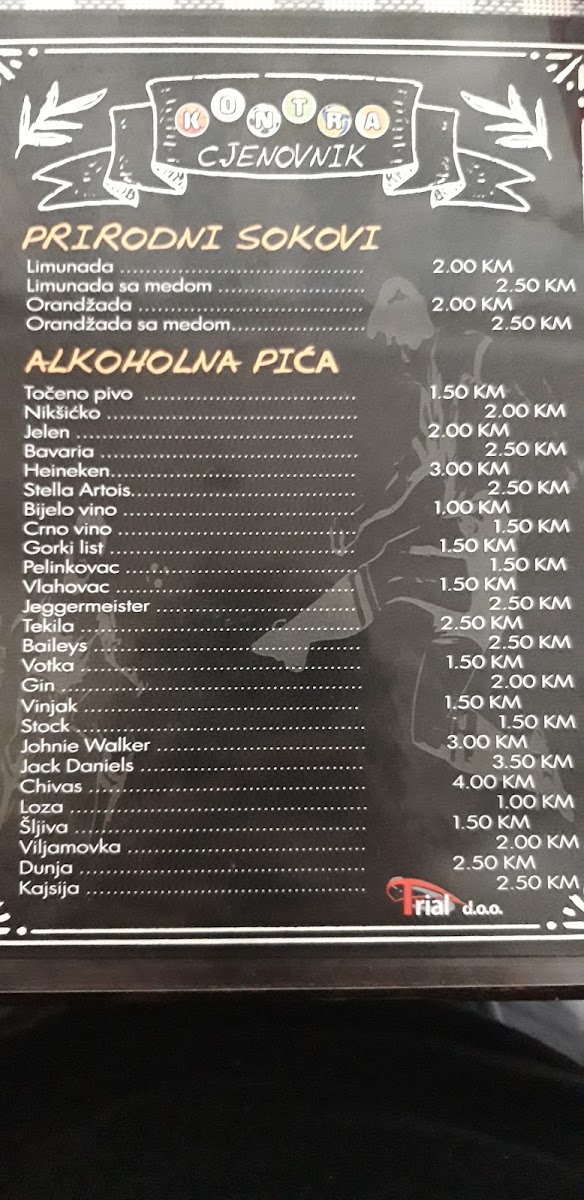 KONTRA
CJENOVNIK
PRIRODNI SOKOVI
Limunada ........................................ 2.00 KM
Limunada sa medom ........................ 2.50 KM
Orandžada ..................................... 2.00 KM
Orandžada sa medom...................... 2.50 KM
ALKOHOLNA PIĆA
Točeno pivo ................................... 1.50 KM
Nikšićko ......................................... 2.00 KM
Jelen .............................................. 2.00 KM
Bavaria .......................................... 2.50 KM
Heineken........................................ 3.00 KM
Stella Artois.................................... 2.50 KM
Bijelo vino ...................................... 1.00 KM
Crno vino ....................................... 1.50 KM
Gorki list ........................................ 1.50 KM
Pelinkovac ..................................... 1.50 KM
Vlahovac ....................................... 1.50 KM
Jeggermeister ................................ 2.50 KM
Tekila ............................................. 2.50 KM
Baileys ........................................... 2.50 KM
Votka ............................................. 1.50 KM
Gin ................................................ 2.00 KM
Vinjak ............................................ 1.50 KM
Stock .............................................. 1.50 KM
Johnie Walker ................................ 3.00 KM
Jack Daniels ................................... 3.50 KM
Chivas ............................................ 4.00 KM
Loza ............................................... 1.00 KM
Šljiva .............................................. 1.50 KM
Viljamovka ..................................... 2.00 KM
Dunja ............................................. 2.50 KM
Kajsija ............................................ 2.50 KM
Trial d.o.o.